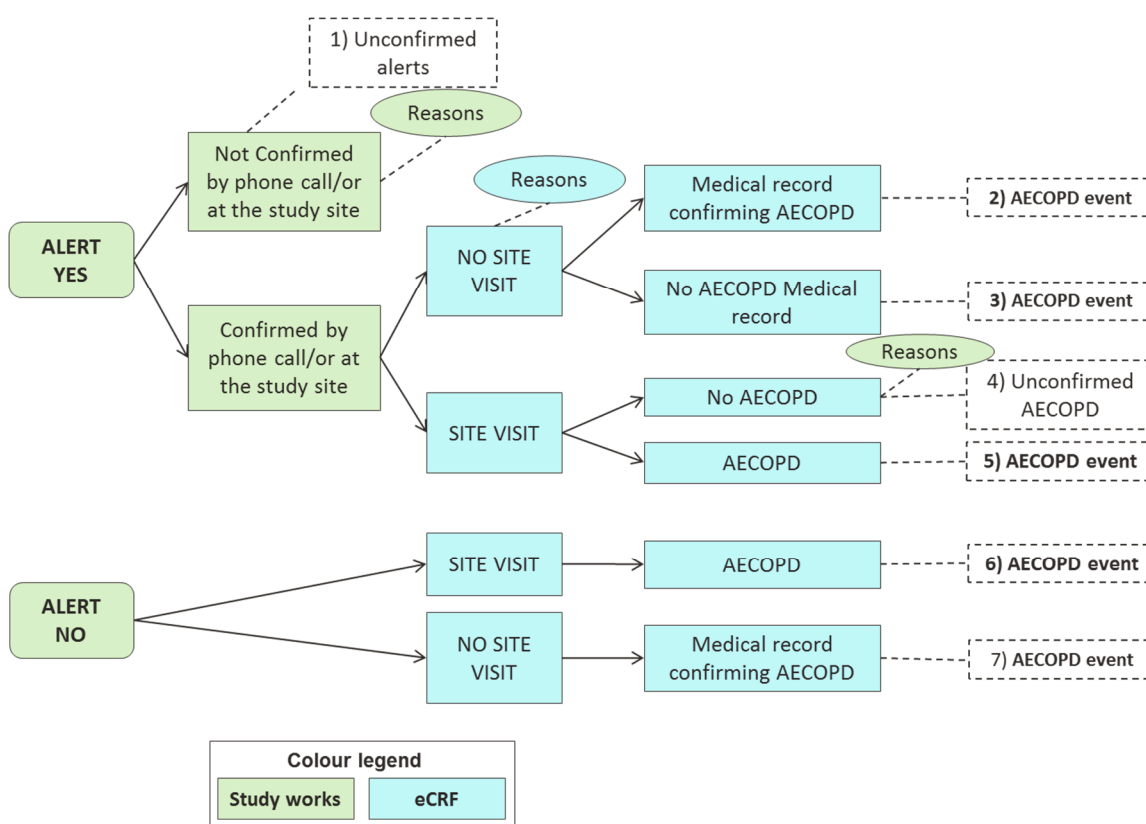 1) Unconfirmed
alerts
Reasons
Not Confirmed
by phone call/or
at the study site
ALERT
YES
Confirmed by
phone call/or at
the study site
Reasons
NO SITE
VISIT
Medical record
confirming AECOPD
2) AECOPD event
No AECOPD Medical
record
3) AECOPD event
Reasons
SITE VISIT
No AECOPD
4) Unconfirmed
AECOPD
AECOPD
5) AECOPD event
ALERT
NO
SITE VISIT
AECOPD
6) AECOPD event
NO SITE
VISIT
Medical record
confirming AECOPD
7) AECOPD event
Colour legend
Study works
eCRF